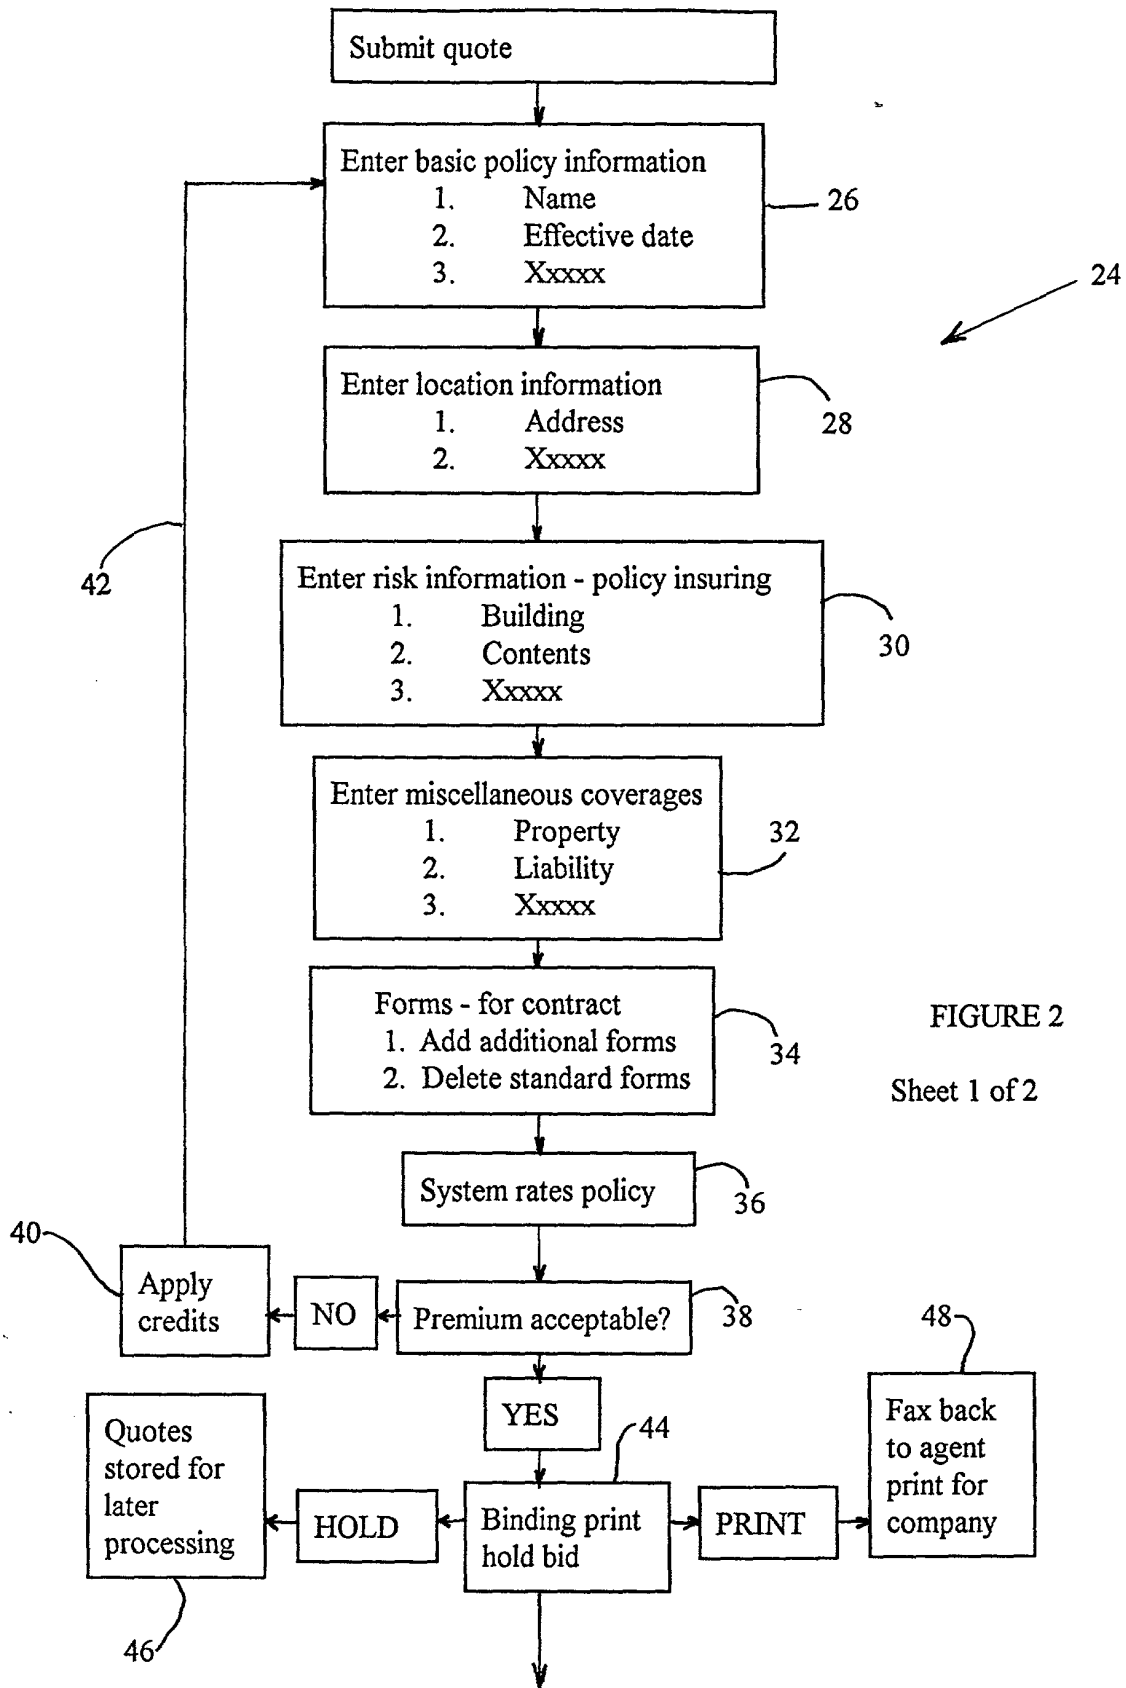 Submit quote
Enter basic policy information
1. Name
2. Effective date
3. Xxxxx
26
24
Enter location information
1. Address
2. Xxxxx
28
42
Enter risk information - policy insuring
1. Building
2. Contents
3. Xxxxx
30
Enter miscellaneous coverages
1. Property
2. Liability
3. Xxxxx
32
Forms - for contract
1. Add additional forms
2. Delete standard forms
34
FIGURE 2
Sheet 1 of 2
System rates policy
36
40
Apply
credits
NO
Premium acceptable?
38
48
YES
44
Quotes
stored for
later
processing
HOLD
Binding print
hold bid
PRINT
Fax back
to agent
print for
company
46